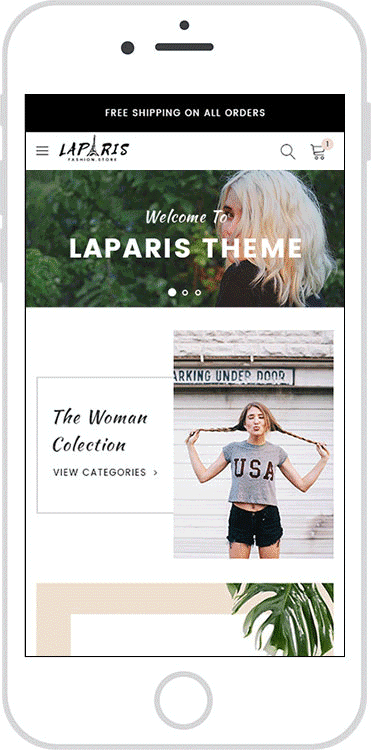 FREE SHIPPING ON ALL ORDERS
LAPARIS
FASHION.STORE
1
Welcome To
LAPARIS THEME
ARKING UNDER DOOR
The Woman
Colection
VIEW CATEGORIES >
USA